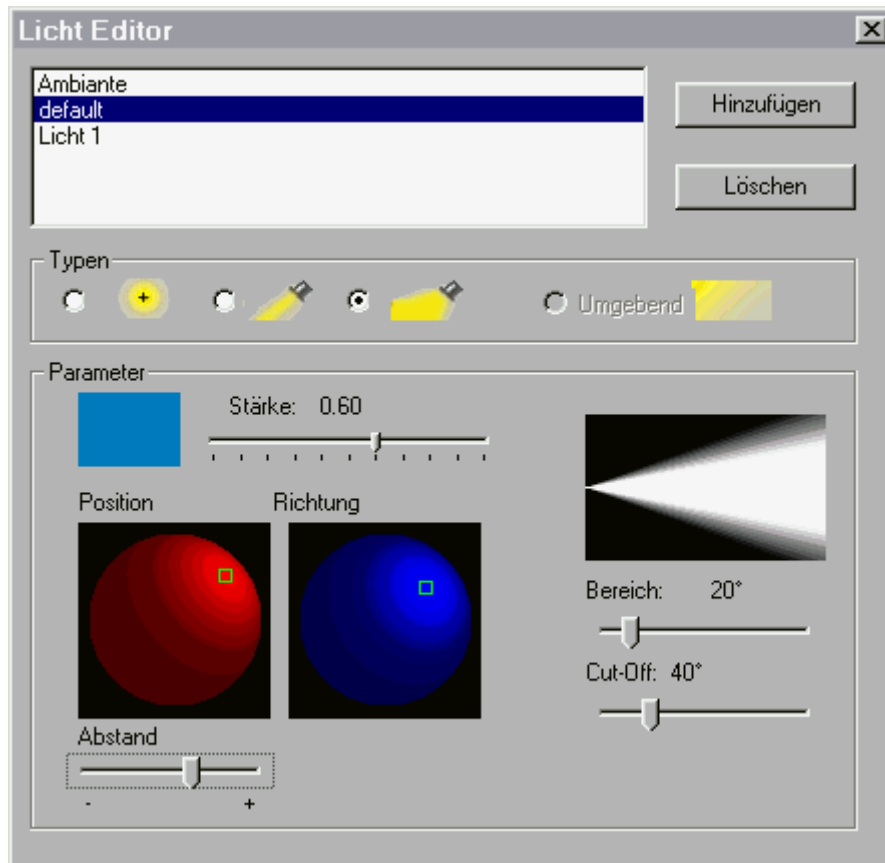 Licht Editor
Ambiante
default
Licht 1
Hinzufügen
Löschen
Typen
Umgebend
Parameter
Stärke: 0.60
Position
Richtung
Bereich: 20°
Cut-Off: 40°
Abstand
- +